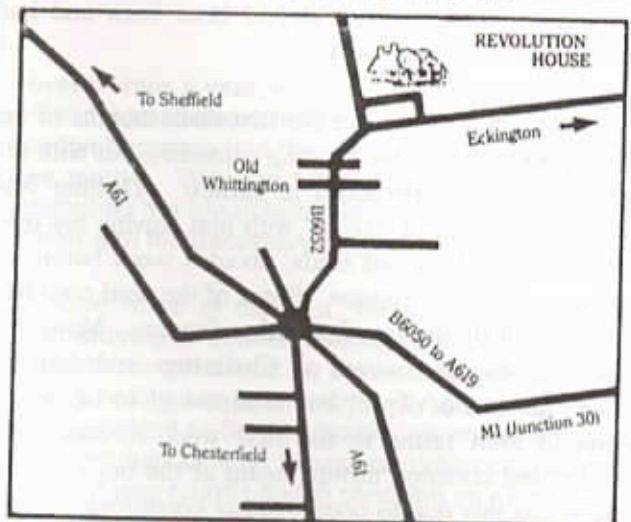 REVOLUTION
HOUSE
To Sheffield
Eckington
Old
Whittington
A61
B6052
B6050 to A619
M1 (Junction 30)
To Chesterfield
A61